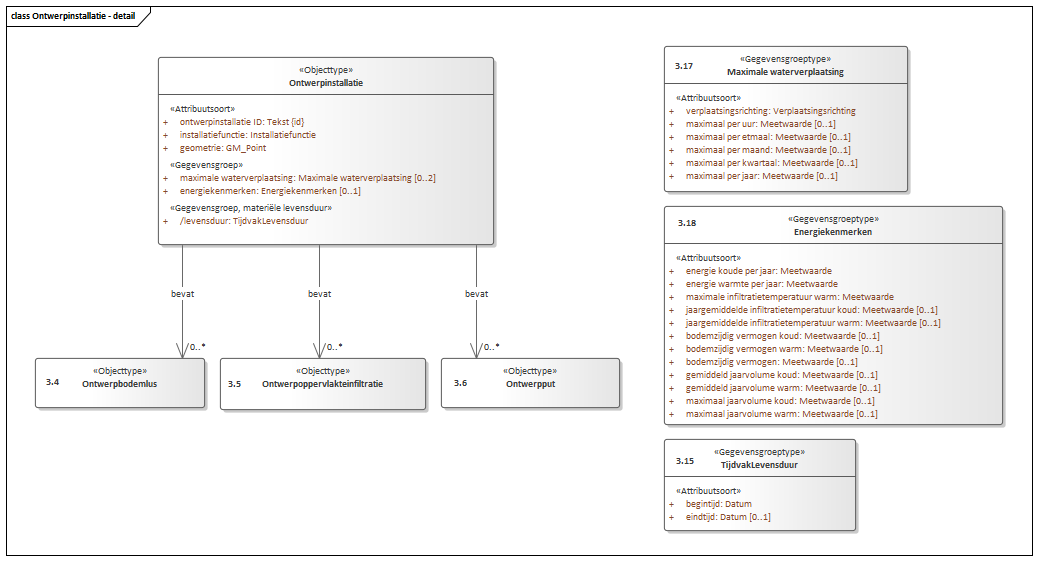 class Ontwerpinstallatie - detail
«Objecttype»
Ontwerpinstallatie
«Attribuutsoort»
+ ontwerpinstallatie ID: Tekst {id}
+ installatiefunctie: Installatiefunctie
+ geometrie: GM_Point
«Gegevensgroep»
+ maximale waterverplaatsing: Maximale waterverplaatsing [0..2]
+ energiekenmerken: Energiekenmerken [0..1]
«Gegevensgroep, materiële levensduur»
+ /levensduur: TijdvakLevensduur
bevat
bevat
bevat
0..*
0..*
0..*
3.4
«Objecttype»
Ontwerpbodemlus
3.5
«Objecttype»
Ontwerpoppervlakteinfiltratie
3.6
«Objecttype»
Ontwerpput
3.17
«Gegevensgroeptype»
Maximale waterverplaatsing
«Attribuutsoort»
+ verplaatsingsrichting: Verplaatsingsrichting
+ maximaal per uur: Meetwaarde [0..1]
+ maximaal per etmaal: Meetwaarde [0..1]
+ maximaal per maand: Meetwaarde [0..1]
+ maximaal per kwartaal: Meetwaarde [0..1]
+ maximaal per jaar: Meetwaarde [0..1]
3.18
«Gegevensgroeptype»
Energiekenmerken
«Attribuutsoort»
+ energie koude per jaar: Meetwaarde
+ energie warmte per jaar: Meetwaarde
+ maximale infiltratietemperatuur warm: Meetwaarde
+ jaargemiddelde infiltratietemperatuur koud: Meetwaarde [0..1]
+ jaargemiddelde infiltratietemperatuur warm: Meetwaarde [0..1]
+ bodemzijdig vermogen koud: Meetwaarde [0..1]
+ bodemzijdig vermogen warm: Meetwaarde [0..1]
+ bodemzijdig vermogen: Meetwaarde [0..1]
+ gemiddeld jaarvolume koud: Meetwaarde [0..1]
+ gemiddeld jaarvolume warm: Meetwaarde [0..1]
+ maximaal jaarvolume koud: Meetwaarde [0..1]
+ maximaal jaarvolume warm: Meetwaarde [0..1]
3.15
«Gegevensgroeptype»
TijdvakLevensduur
«Attribuutsoort»
+ begintijd: Datum
+ eindtijd: Datum [0..1]